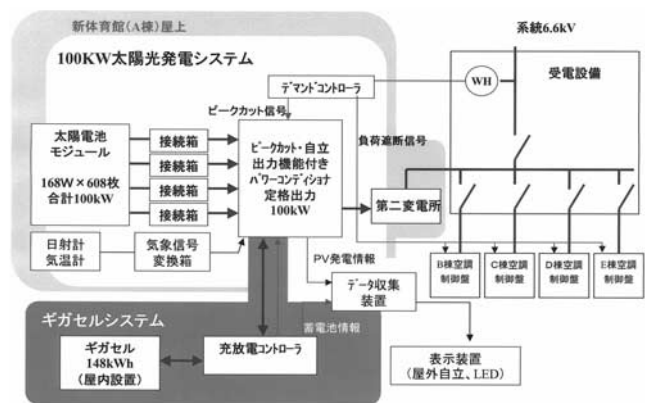 新体育館(A棟)屋上
100KW太陽光発電システム
系統6.6kV
WH
受電設備
デマンドコントローラ
ピークカット信号
負荷遮断信号
太陽電池
モジュール
168W×608枚
合計100kW
接続箱
接続箱
接続箱
接続箱
ピークカット・自立
出力機能付き
パワーコンディショナ
定格出力
100kW
第二変電所
日射計
気温計
気象信号
変換箱
B棟空調
制御盤
C棟空調
制御盤
D棟空調
制御盤
E棟空調
制御盤
PV発電情報
データ収集
装置
ギガセルシステム
蓄電池情報
ギガセル
148kWh
(屋内設置)
充放電コントローラ
表示装置
(屋外自立、LED)